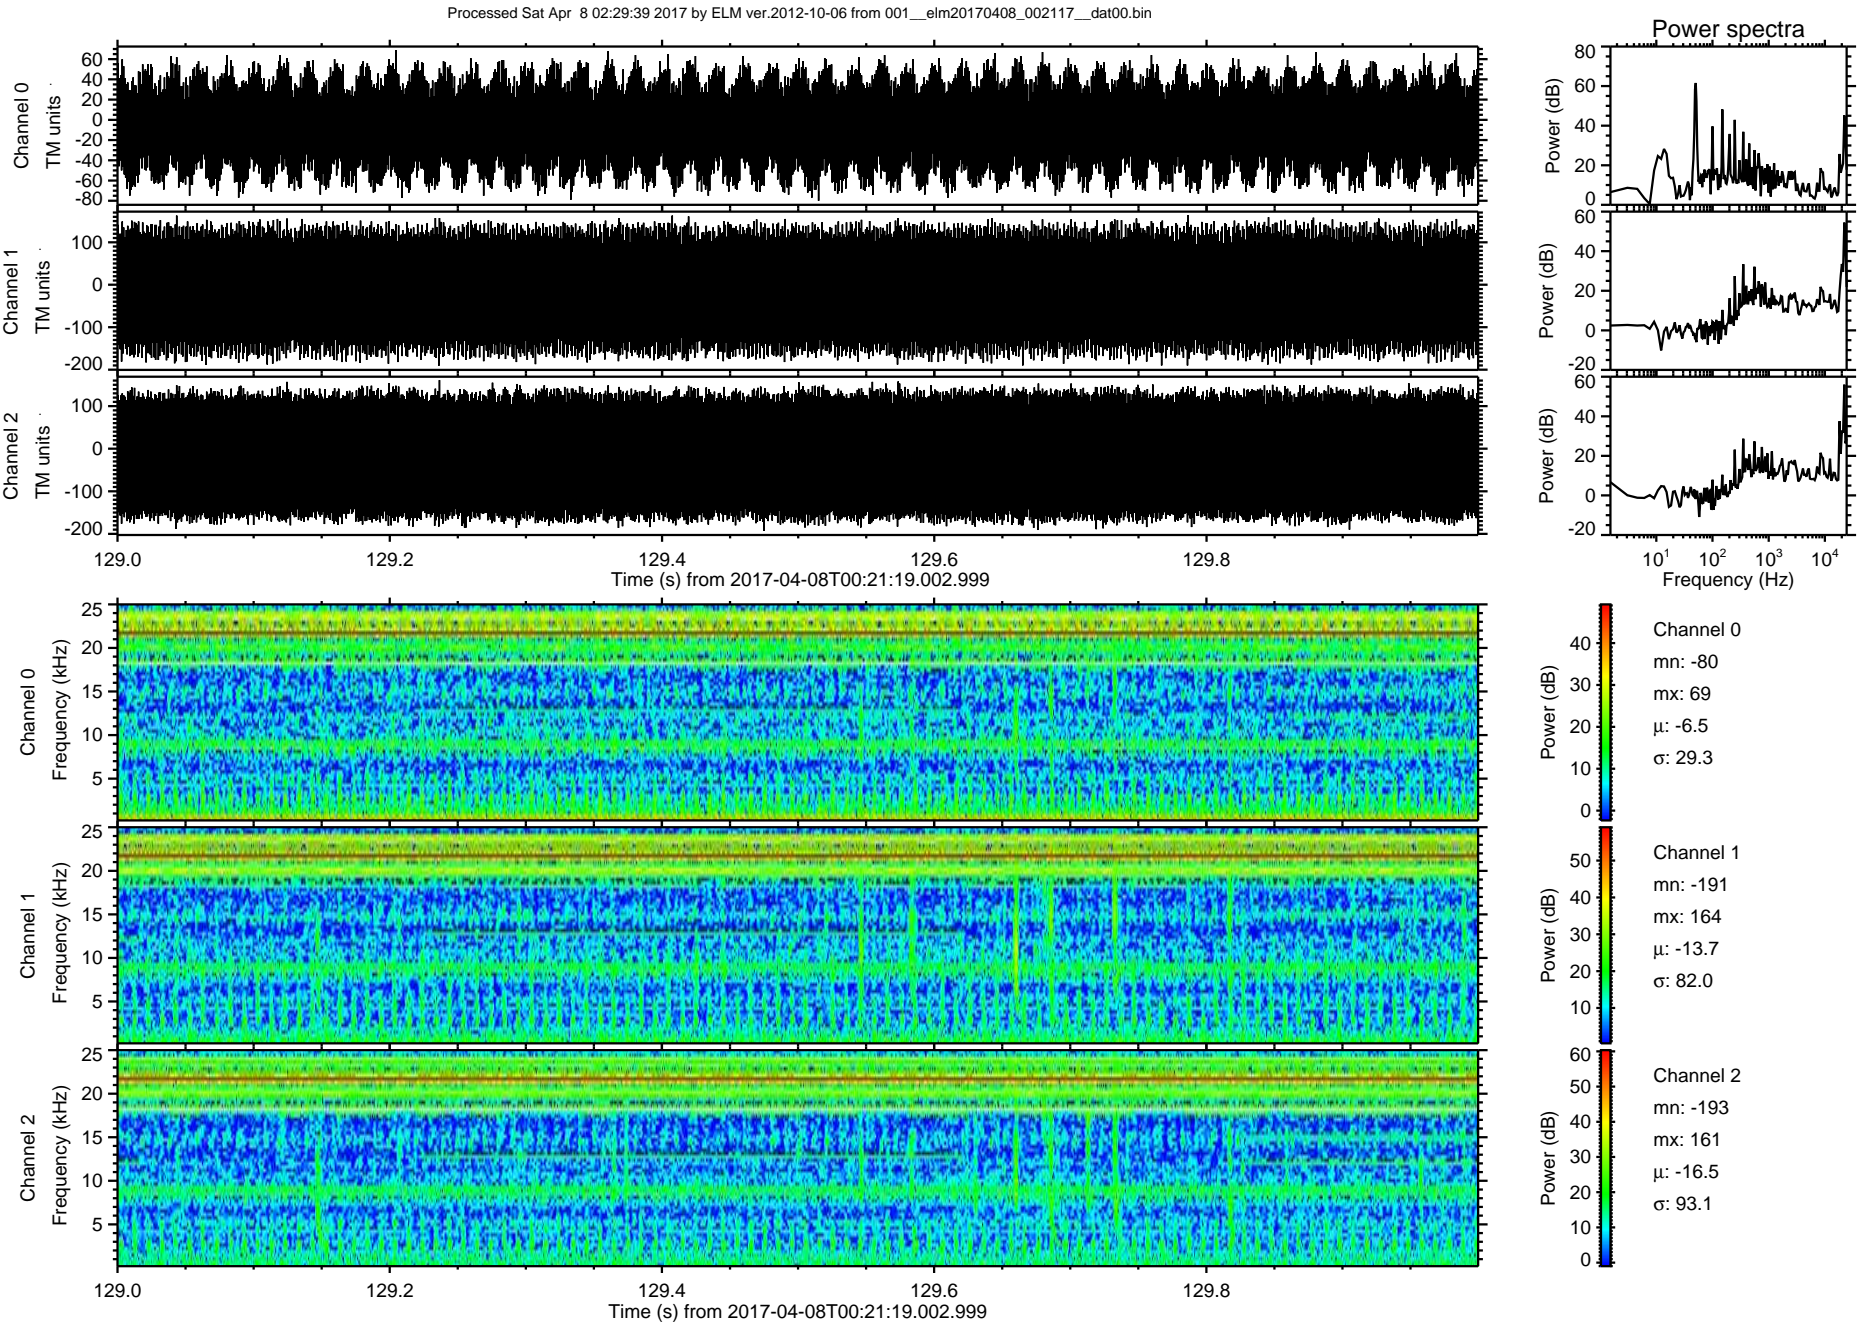 Processed Sat Apr  8 02:29:39 2017 by ELM ver.2012-10-06 from 001__elm20170408_002117__dat00.bin
Power spectra
Channel 0
TM units
60
40
20
0
-20
-40
-60
-80
Power (dB)
80
60
40
20
0
Channel 1
TM units
100
0
-100
-200
Power (dB)
60
40
20
0
-20
Channel 2
TM units
100
0
-100
-200
Power (dB)
60
40
20
0
-20
129.0 129.2 129.4 129.6 129.8
Time (s) from 2017-04-08T00:21:19.002.999
10^1 10^2 10^3 10^4
Frequency (Hz)
Channel 0
Frequency (kHz)
25
20
15
10
5
Power (dB)
40
30
20
10
0
Channel 0
mn: -80
mx: 69
μ: -6.5
σ: 29.3
Channel 1
Frequency (kHz)
25
20
15
10
5
Power (dB)
50
40
30
20
10
Channel 1
mn: -191
mx: 164
μ: -13.7
σ: 82.0
Channel 2
Frequency (kHz)
25
20
15
10
5
Power (dB)
60
50
40
30
20
10
0
Channel 2
mn: -193
mx: 161
μ: -16.5
σ: 93.1
129.0 129.2 129.4 129.6 129.8
Time (s) from 2017-04-08T00:21:19.002.999